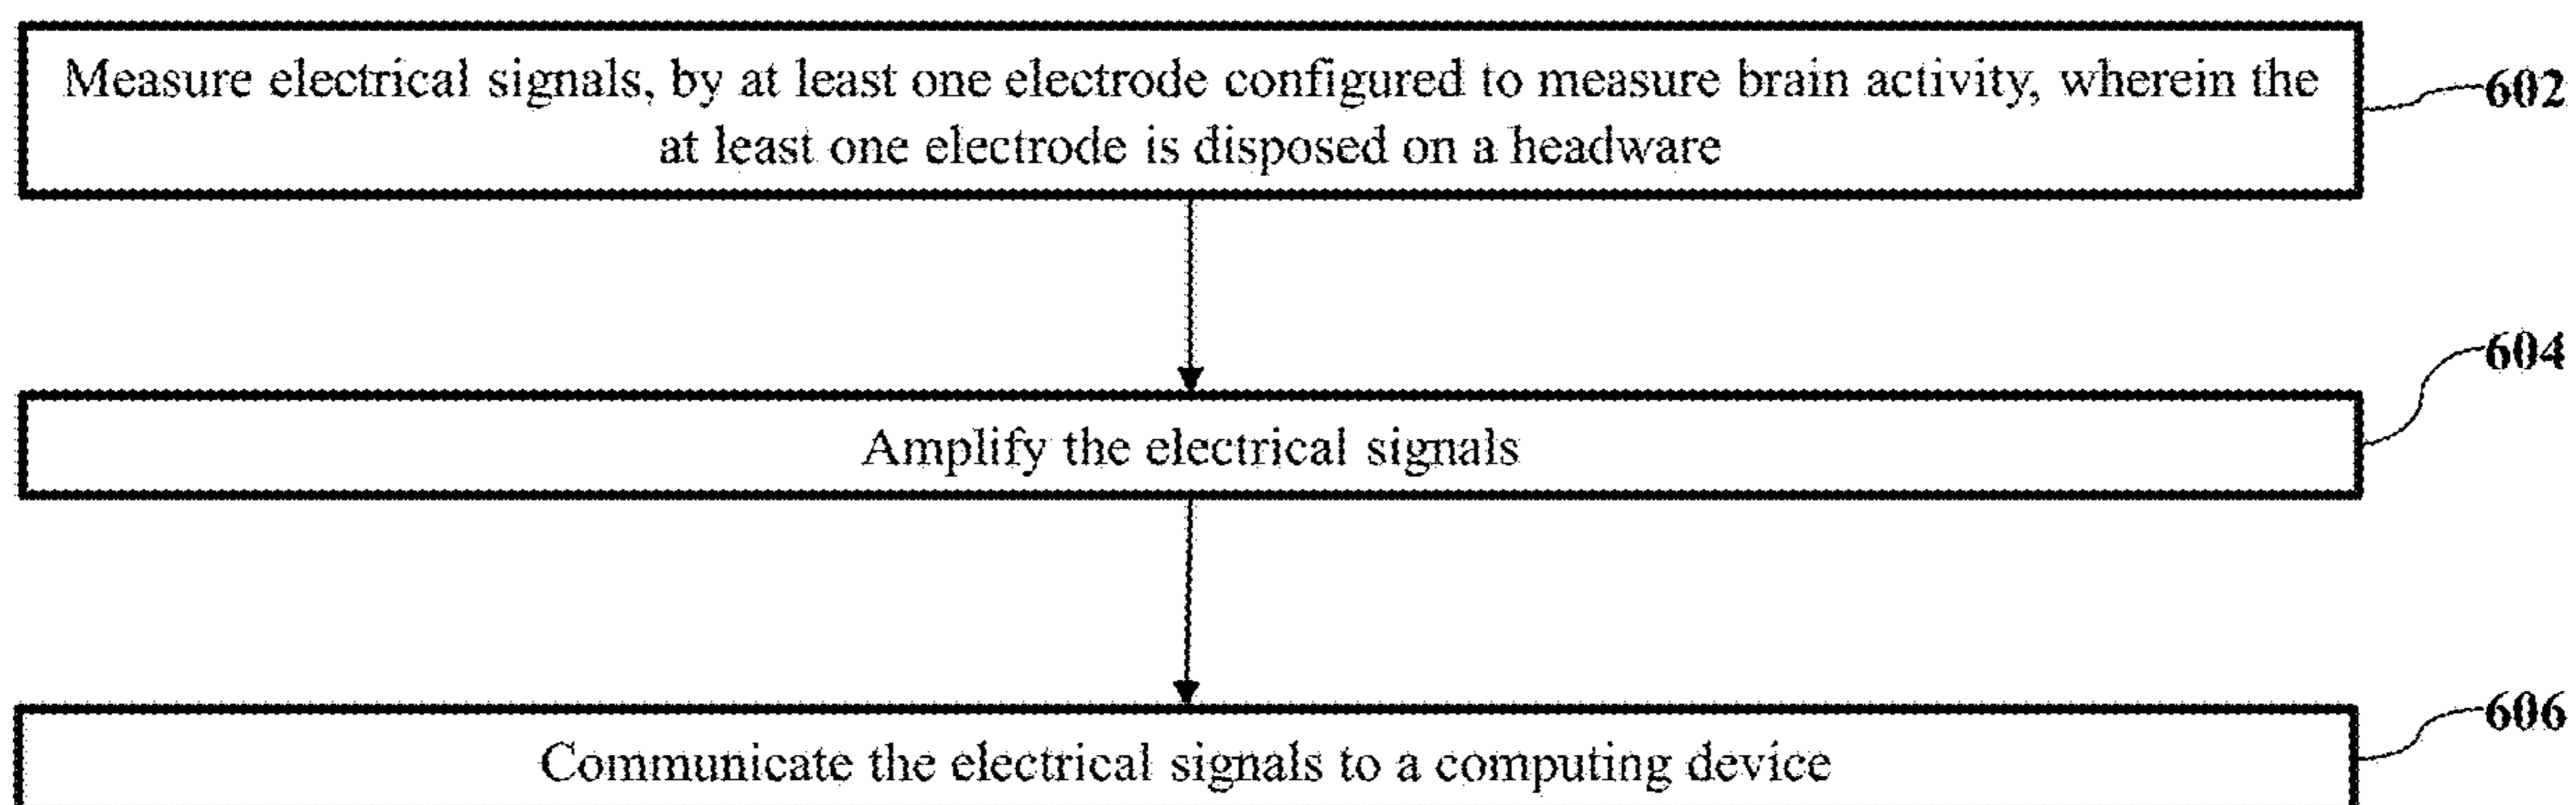 Measure electrical signals, by at least one electrode configured to measure brain activity, wherein the
at least one electrode is disposed on a headware
602
604
Amplify the electrical signals
606
Communicate the electrical signals to a computing device